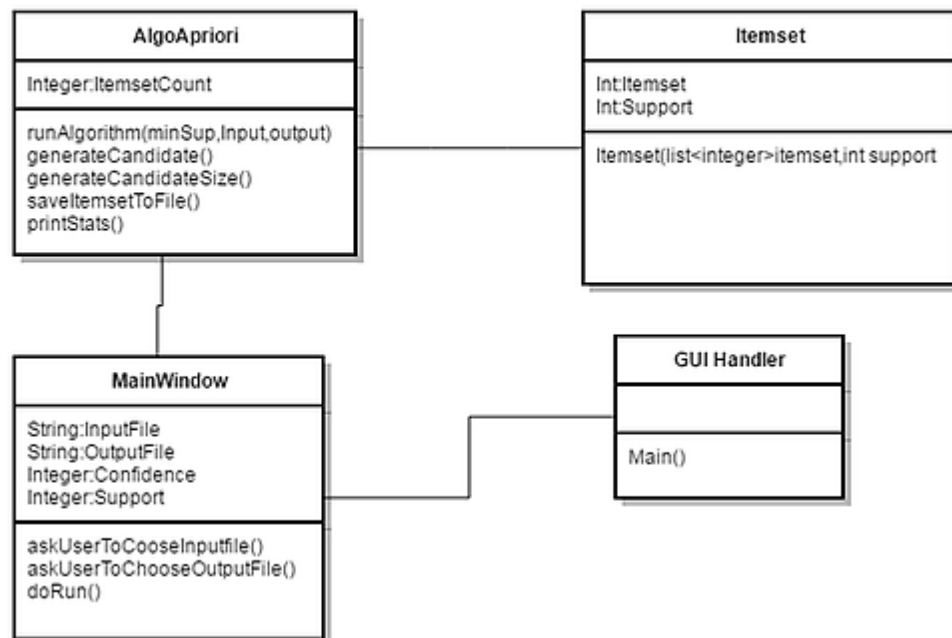 AlgoApriori
Integer:ItemsetCount
runAlgorithm(minSup,Input,output)
generateCandidate()
generateCandidateSize()
saveItemsetToFile()
printStats()
Itemset
Int:Itemset
Int:Support
Itemset(list<integer>itemset,int support
MainWindow
String:InputFile
String:OutputFile
Integer:Confidence
Integer:Support
askUserToCooseInputfile()
askUserToChooseOutputFile()
doRun()
GUI Handler
Main()